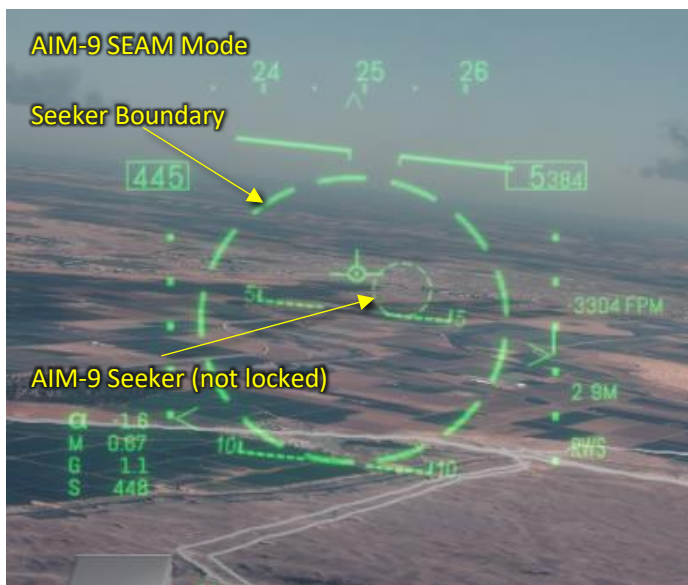 AIM-9 SEAM Mode
24 25 26
Seeker Boundary
445
5384
5 5
-3304 FPM
AIM-9 Seeker (not locked)
2 9M
α -1.6
M 0.87
G 1.1
S 448
10 10
RWS